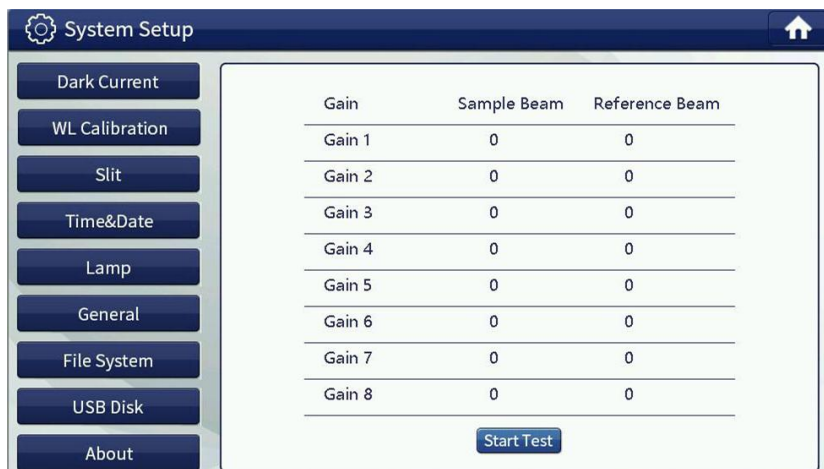 System Setup
Dark Current
WL Calibration
Slit
Time&Date
Lamp
General
File System
USB Disk
About
Gain Sample Beam Reference Beam
Gain 1 0 0
Gain 2 0 0
Gain 3 0 0
Gain 4 0 0
Gain 5 0 0
Gain 6 0 0
Gain 7 0 0
Gain 8 0 0
Start Test